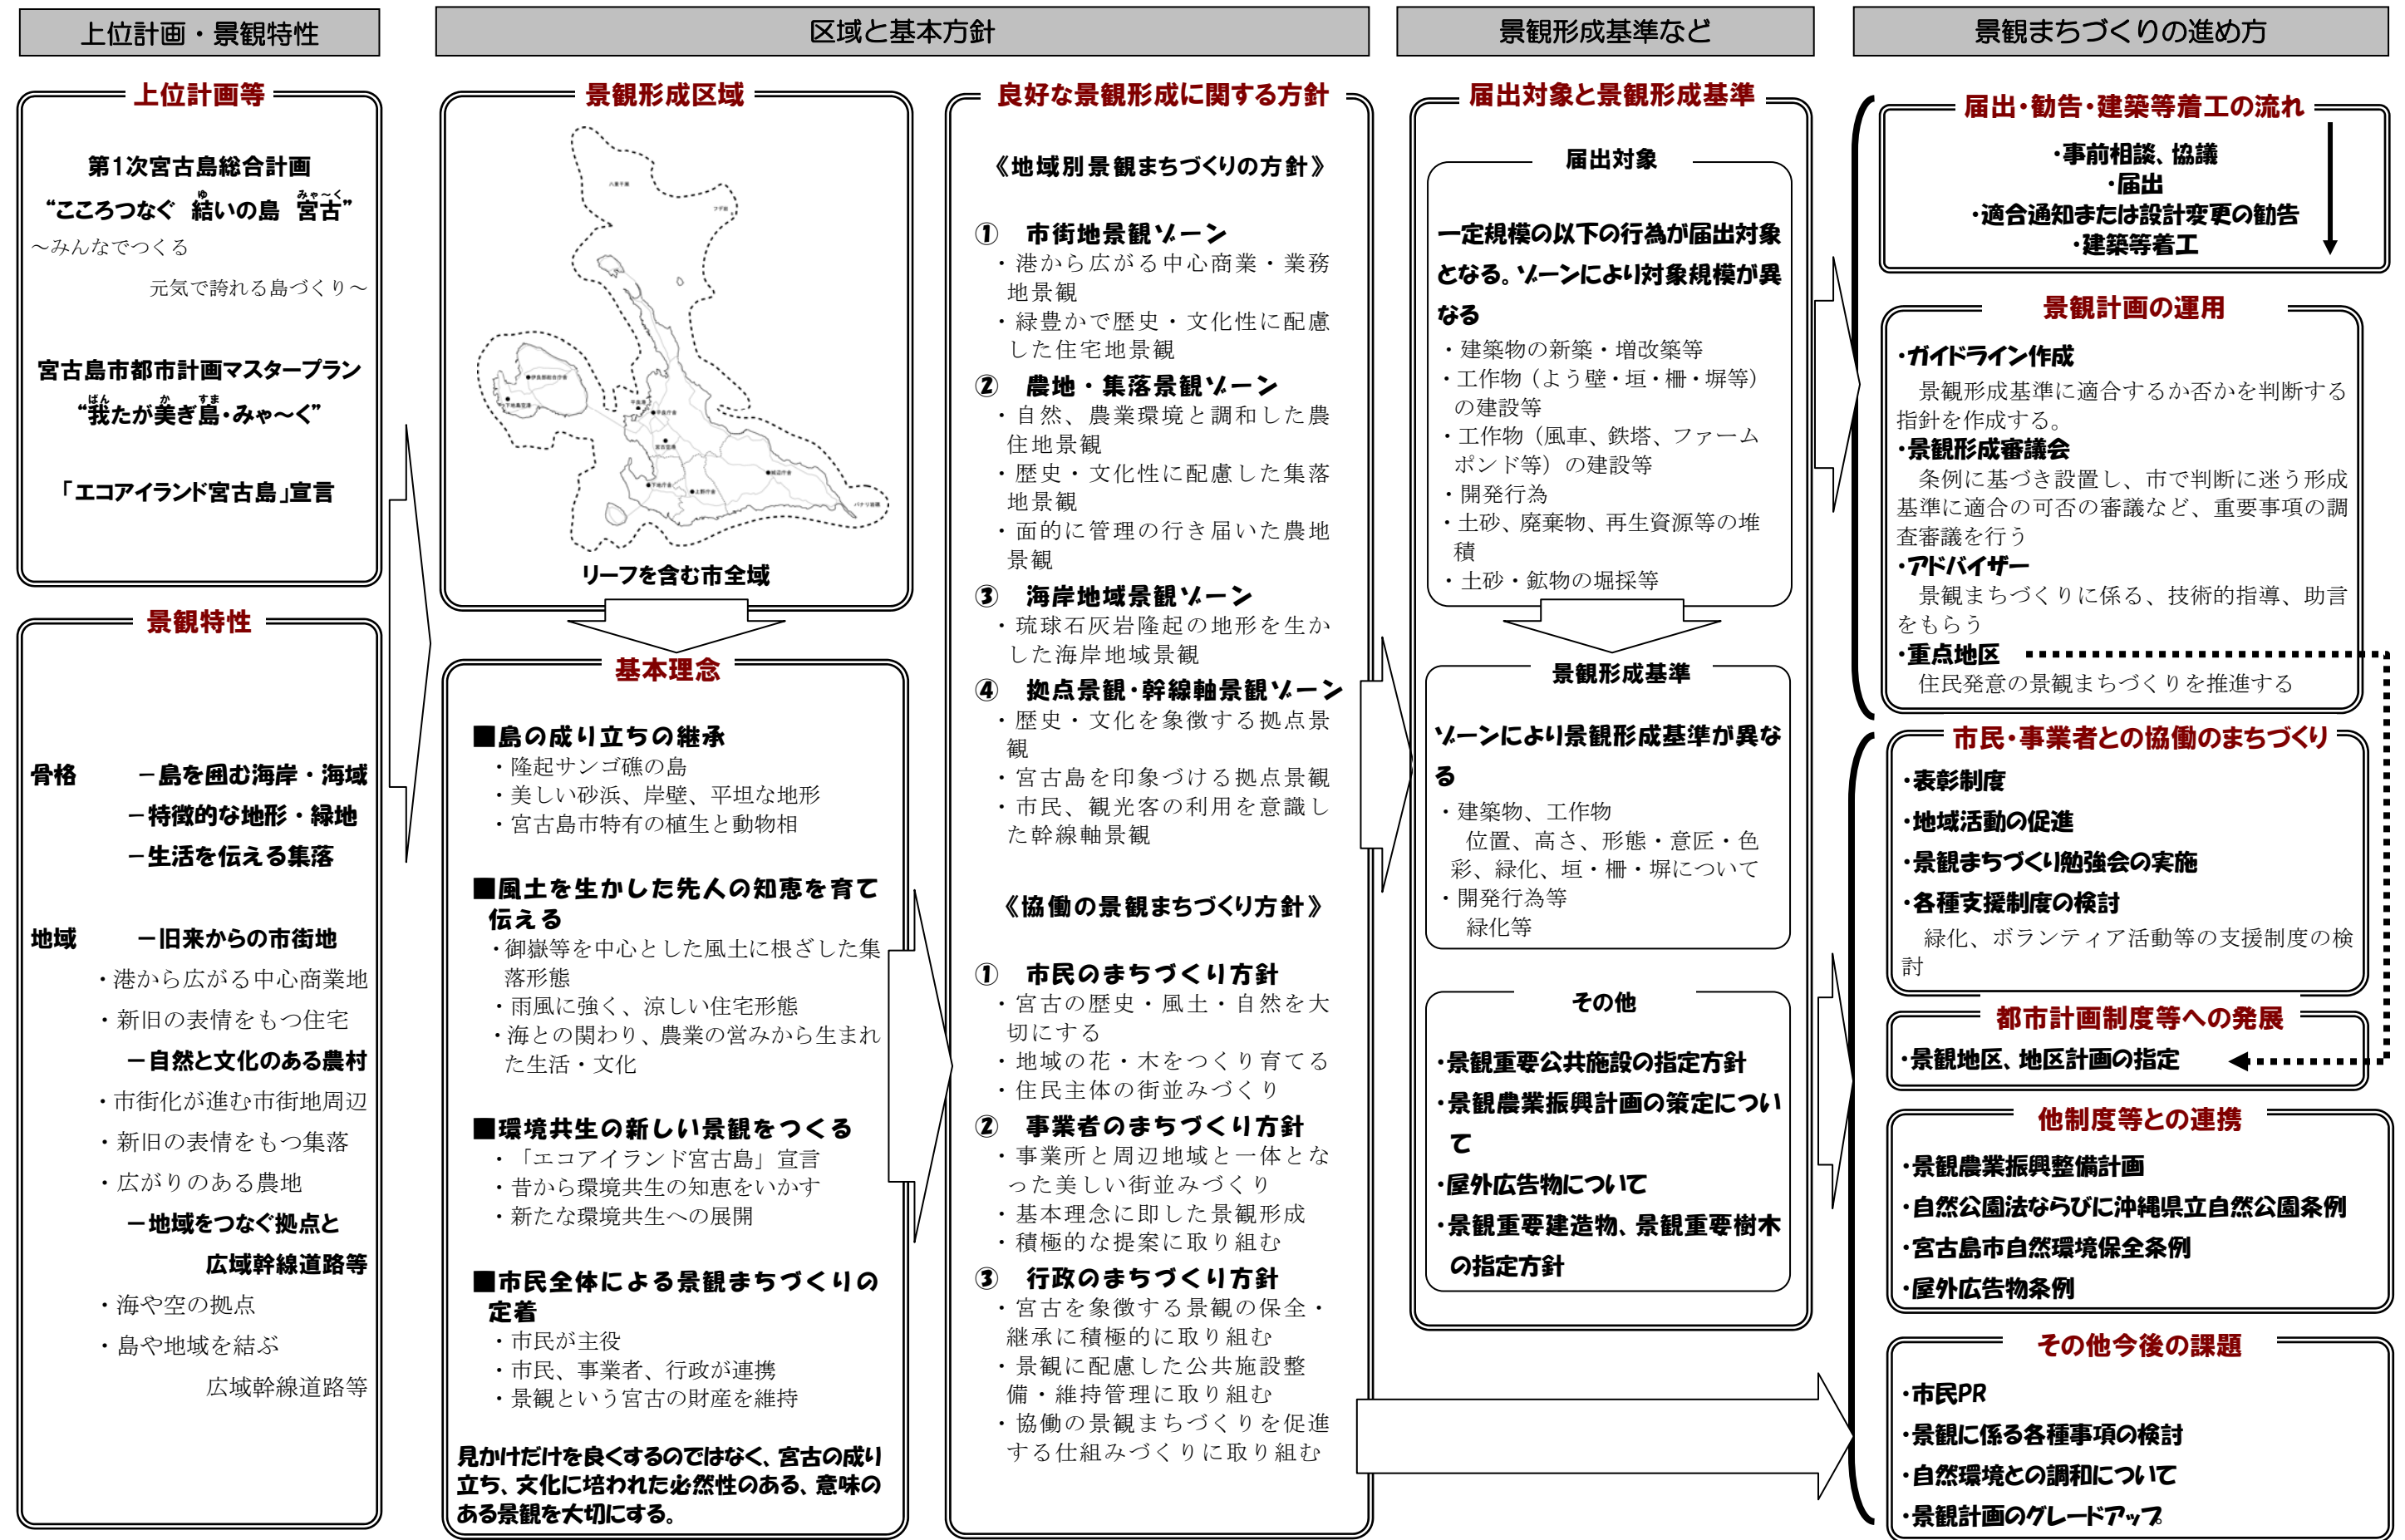 上位計画・景観特性
区域と基本方針
景観形成基準など
景観まちづくりの進め方
上位計画等
第1次宮古島総合計画
ゆ みゃ～く
“こころつなぐ 結いの島 宮古”
～みんなでつくる
元気で誇れる島づくり～
宮古島市都市計画マスタープラン
ばん か すま
“我たが美ぎ島・みゃ～く”
「エコアイランド宮古島」宣言
景観特性
骨格 －島を囲む海岸・海域
－特徴的な地形・緑地
－生活を伝える集落
地域 －旧来からの市街地
・港から広がる中心商業地
・新旧の表情をもつ住宅
－自然と文化のある農村
・市街化が進む市街地周辺
・新旧の表情をもつ集落
・広がりのある農地
－地域をつなぐ拠点と
広域幹線道路等
・海や空の拠点
・島や地域を結ぶ
広域幹線道路等
景観形成区域
八重干瀬
フデ岩
●伊良部総合庁舎
●下地島空港
平良港
●平良庁舎
●宮古空港
●城辺庁舎
●下地庁舎
●上野庁舎
パナリ岩礁
リーフを含む市全域
基本理念
■島の成り立ちの継承
・隆起サンゴ礁の島
・美しい砂浜、岸壁、平坦な地形
・宮古島市特有の植生と動物相
■風土を生かした先人の知恵を育て
伝える
・御嶽等を中心とした風土に根ざした集
落形態
・雨風に強く、涼しい住宅形態
・海との関わり、農業の営みから生まれ
た生活・文化
■環境共生の新しい景観をつくる
・「エコアイランド宮古島」宣言
・昔から環境共生の知恵をいかす
・新たな環境共生への展開
■市民全体による景観まちづくりの
定着
・市民が主役
・市民、事業者、行政が連携
・景観という宮古の財産を維持
見かけだけを良くするのではなく、宮古の成り
立ち、文化に培われた必然性のある、意味の
ある景観を大切にする。
良好な景観形成に関する方針
《地域別景観まちづくりの方針》
① 市街地景観ゾーン
・港から広がる中心商業・業務
地景観
・緑豊かで歴史・文化性に配慮
した住宅地景観
② 農地・集落景観ゾーン
・自然、農業環境と調和した農
住地景観
・歴史・文化性に配慮した集落
地景観
・面的に管理の行き届いた農地
景観
③ 海岸地域景観ゾーン
・琉球石灰岩隆起の地形を生か
した海岸地域景観
④ 拠点景観・幹線軸景観ゾーン
・歴史・文化を象徴する拠点景
観
・宮古島を印象づける拠点景観
・市民、観光客の利用を意識し
た幹線軸景観
《協働の景観まちづくり方針》
① 市民のまちづくり方針
・宮古の歴史・風土・自然を大
切にする
・地域の花・木をつくり育てる
・住民主体の街並みづくり
② 事業者のまちづくり方針
・事業所と周辺地域と一体とな
った美しい街並みづくり
・基本理念に即した景観形成
・積極的な提案に取り組む
③ 行政のまちづくり方針
・宮古を象徴する景観の保全・
継承に積極的に取り組む
・景観に配慮した公共施設整
備・維持管理に取り組む
・協働の景観まちづくりを促進
する仕組みづくりに取り組む
届出対象と景観形成基準
届出対象
一定規模の以下の行為が届出対象
となる。ゾーンにより対象規模が異
なる
・建築物の新築・増改築等
・工作物（よう壁・垣・柵・塀等）
の建設等
・工作物（風車、鉄塔、ファーム
ポンド等）の建設等
・開発行為
・土砂、廃棄物、再生資源等の堆
積
・土砂・鉱物の堀採等
景観形成基準
ゾーンにより景観形成基準が異な
る
・建築物、工作物
位置、高さ、形態・意匠・色
彩、緑化、垣・柵・塀について
・開発行為等
緑化等
その他
・景観重要公共施設の指定方針
・景観農業振興計画の策定につい
て
・屋外広告物について
・景観重要建造物、景観重要樹木
の指定方針
届出・勧告・建築等着工の流れ
・事前相談、協議
・届出
・適合通知または設計変更の勧告
・建築等着工
景観計画の運用
・ガイドライン作成
景観形成基準に適合するか否かを判断する
指針を作成する。
・景観形成審議会
条例に基づき設置し、市で判断に迷う形成
基準に適合の可否の審議など、重要事項の調
査審議を行う
・アドバイザー
景観まちづくりに係る、技術的指導、助言
をもらう
・重点地区
住民発意の景観まちづくりを推進する
市民・事業者との協働のまちづくり
・表彰制度
・地域活動の促進
・景観まちづくり勉強会の実施
・各種支援制度の検討
緑化、ボランティア活動等の支援制度の検
討
都市計画制度等への発展
・景観地区、地区計画の指定
他制度等との連携
・景観農業振興整備計画
・自然公園法ならびに沖縄県立自然公園条例
・宮古島市自然環境保全条例
・屋外広告物条例
その他今後の課題
・市民PR
・景観に係る各種事項の検討
・自然環境との調和について
・景観計画のグレードアップ